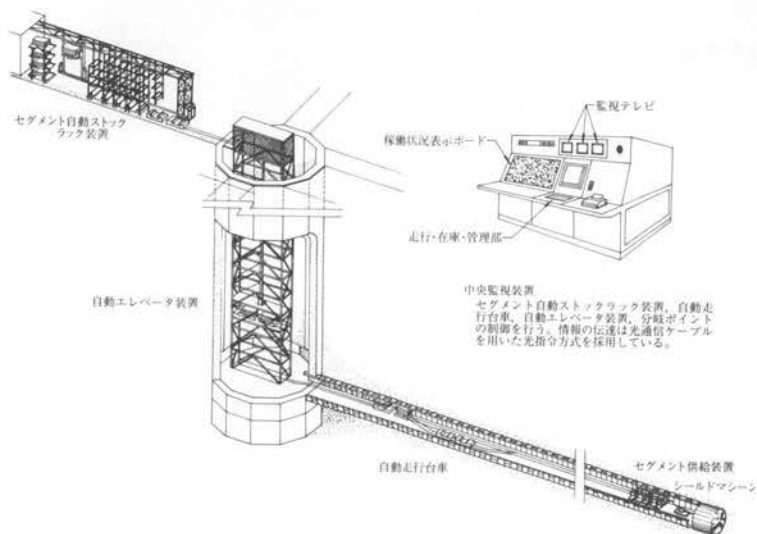 セグメント自動ストック
ラック装置
監視テレビ
稼働状況表示ボード
走行・在庫・管理部
自動エレベータ装置
中央監視装置
セグメント自動ストックラック装置，自動走
行台車，自動エレベータ装置，分岐ポイント
の制御を行う。情報の伝達は光通信ケーブル
を用いた光指令方式を採用している。
自動走行台車
セグメント供給装置
シールドマシーン